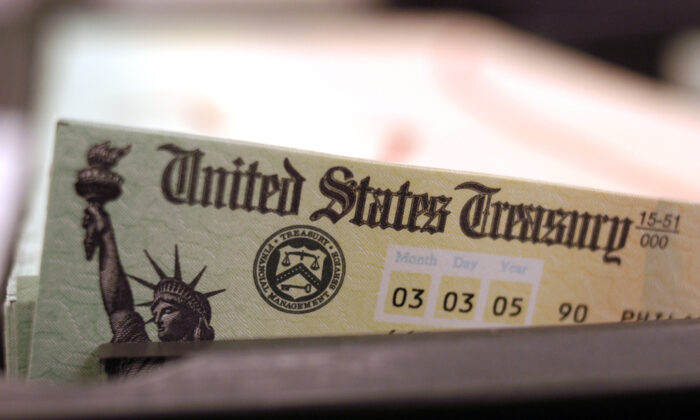 United States Treasury
15-51
000
TREASURY
FINANCIAL
MANAGEMENT
SERVICE
Month Day Year
03 03 05 90